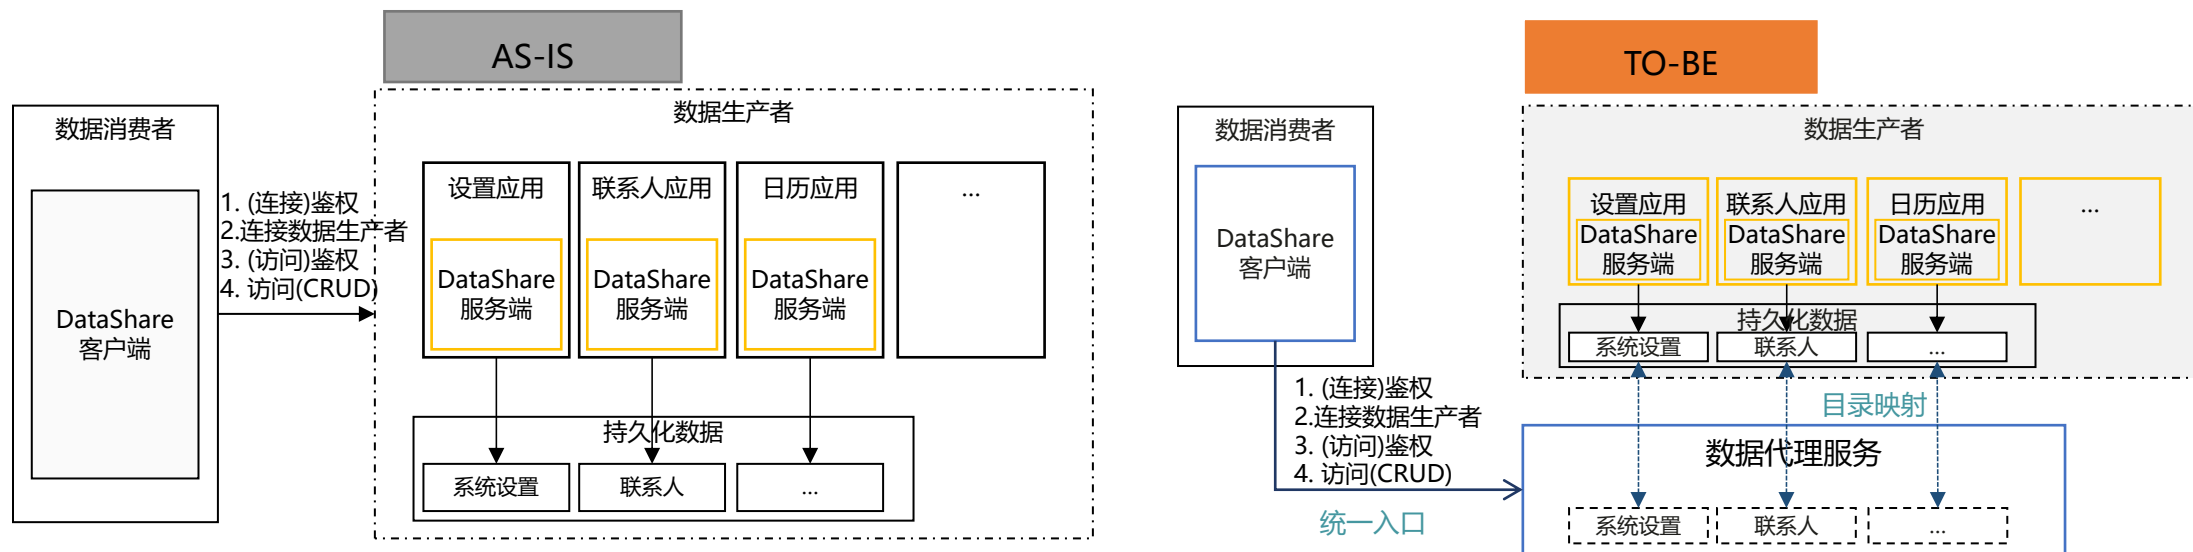 AS-IS
数据消费者
DataShare
客户端
1. (连接)鉴权
2.连接数据生产者
3. (访问)鉴权
4. 访问(CRUD)
数据生产者
设置应用
DataShare
服务端
联系人应用
DataShare
服务端
日历应用
DataShare
服务端
...
持久化数据
系统设置
联系人
...
TO-BE
数据消费者
DataShare
客户端
1. (连接)鉴权
2.连接数据生产者
3. (访问)鉴权
4. 访问(CRUD)
统一入口
数据生产者
设置应用
DataShare
服务端
联系人应用
DataShare
服务端
日历应用
DataShare
服务端
...
持久化数据
系统设置
联系人
...
目录映射
数据代理服务
系统设置
联系人
...